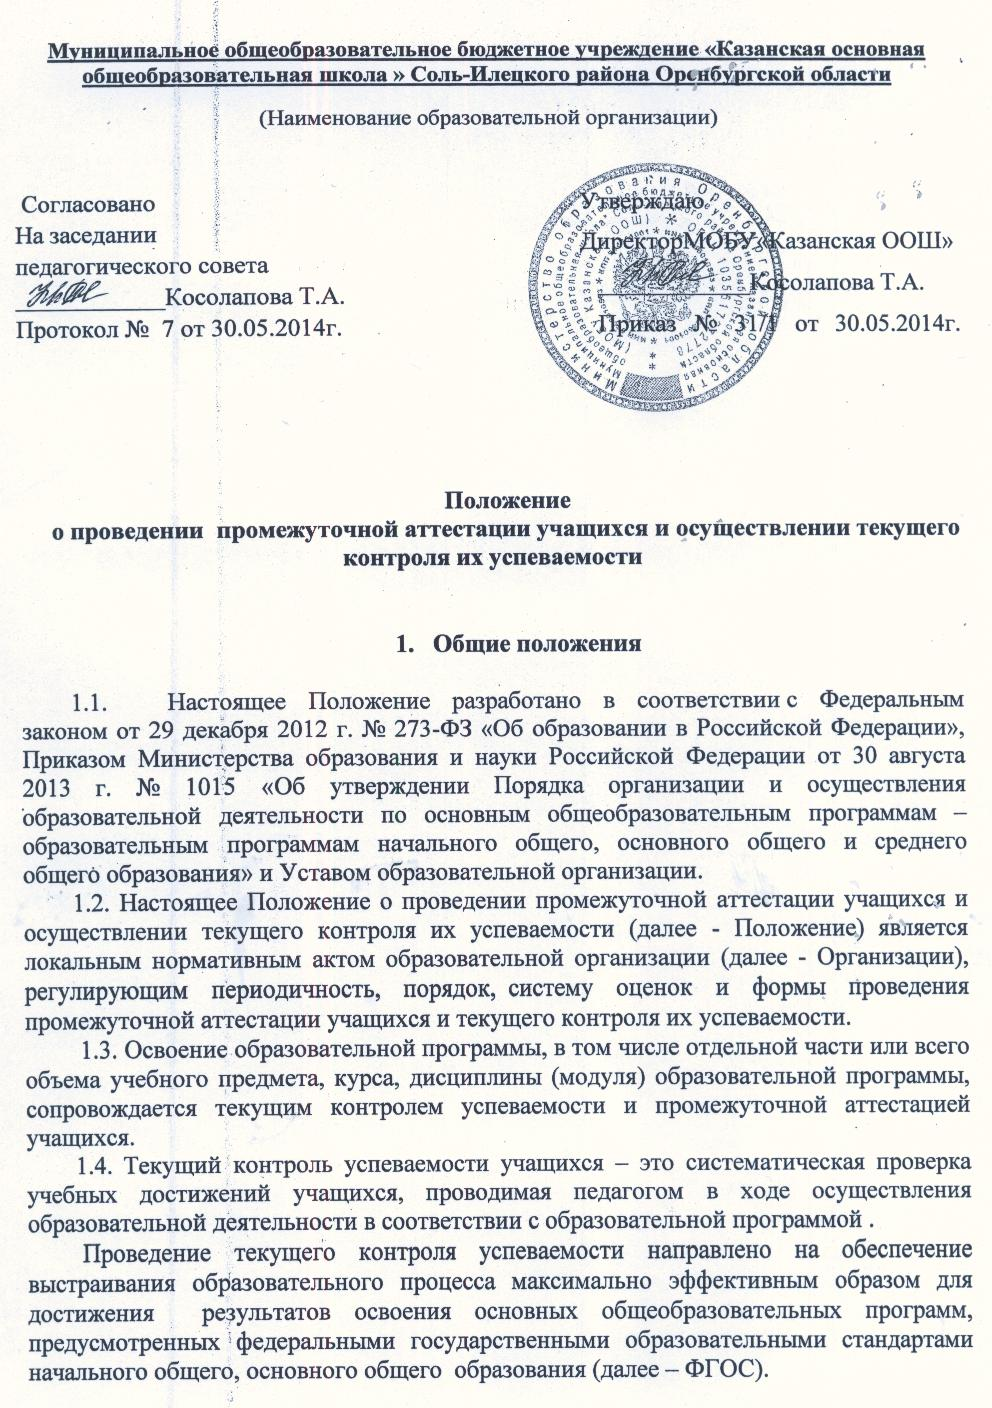 Муниципальное общеобразовательное бюджетное учреждение «Казанская основная
общеобразовательная школа » Соль-Илецкого района Оренбургской области
(Наименование образовательной организации)
Согласовано
На заседании
педагогического совета
____________ Косолапова Т.А.
Протокол № 7 от 30.05.2014г.
Утверждаю
ДиректорМОБУ«Казанская ООШ»
____________ Косолапова Т.А.
Приказ № 31/1 от 30.05.2014г.
Министерство образования Оренбургской области
Положение
о проведении промежуточной аттестации учащихся и осуществлении текущего
контроля их успеваемости
1. Общие положения
1.1. Настоящее Положение разработано в соответствии с Федеральным
законом от 29 декабря 2012 г. № 273-ФЗ «Об образовании в Российской Федерации»,
Приказом Министерства образования и науки Российской Федерации от 30 августа
2013 г. № 1015 «Об утверждении Порядка организации и осуществления
образовательной деятельности по основным общеобразовательным программам –
образовательным программам начального общего, основного общего и среднего
общего образования» и Уставом образовательной организации.
1.2. Настоящее Положение о проведении промежуточной аттестации учащихся и
осуществлении текущего контроля их успеваемости (далее - Положение) является
локальным нормативным актом образовательной организации (далее - Организации),
регулирующим периодичность, порядок, систему оценок и формы проведения
промежуточной аттестации учащихся и текущего контроля их успеваемости.
1.3. Освоение образовательной программы, в том числе отдельной части или всего
объема учебного предмета, курса, дисциплины (модуля) образовательной программы,
сопровождается текущим контролем успеваемости и промежуточной аттестацией
учащихся.
1.4. Текущий контроль успеваемости учащихся – это систематическая проверка
учебных достижений учащихся, проводимая педагогом в ходе осуществления
образовательной деятельности в соответствии с образовательной программой .
Проведение текущего контроля успеваемости направлено на обеспечение
выстраивания образовательного процесса максимально эффективным образом для
достижения результатов освоения основных общеобразовательных программ,
предусмотренных федеральными государственными образовательными стандартами
начального общего, основного общего образования (далее – ФГОС).